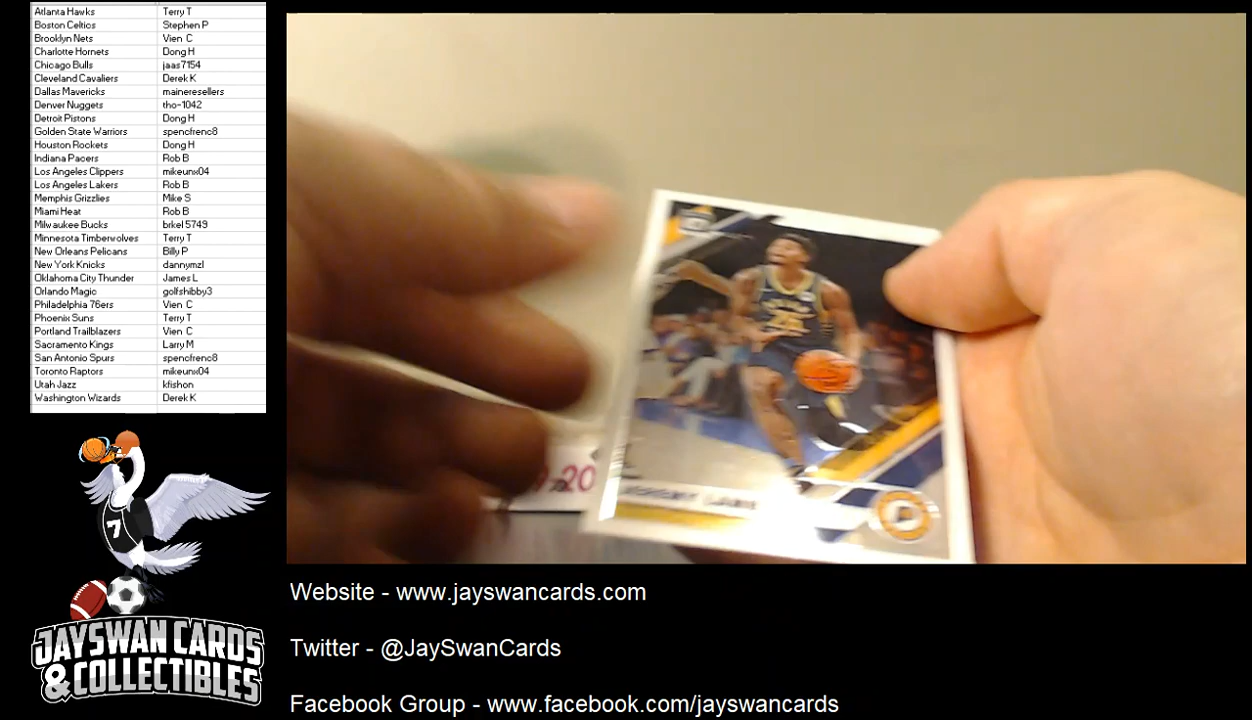 Atlanta Hawks Terry T
Boston Celtics Stephen P
Brooklyn Nets Vien C
Charlotte Hornets Dong H
Chicago Bulls jaas7154
Cleveland Cavaliers Derek K
Dallas Mavericks maineresellers
Denver Nuggets tho-1042
Detroit Pistons Dong H
Golden State Warriors spencfrenc8
Houston Rockets Dong H
Indiana Pacers Rob B
Los Angeles Clippers mikeunx04
Los Angeles Lakers Rob B
Memphis Grizzlies Mike S
Miami Heat Rob B
Milwaukee Bucks brkel5749
Minnesota Timberwolves Terry T
New Orleans Pelicans Billy P
New York Knicks dannymzl
Oklahoma City Thunder James L
Orlando Magic golfshibby3
Philadelphia 76ers Vien C
Phoenix Suns Terry T
Portland Trailblazers Vien C
Sacramento Kings Larry M
San Antonio Spurs spencfrenc8
Toronto Raptors mikeunx04
Utah Jazz kfishon
Washington Wizards Derek K
7
JAYSWAN CARDS
& COLLECTIBLES
Website - www.jayswancards.com
Twitter - @JaySwanCards
Facebook Group - www.facebook.com/jayswancards